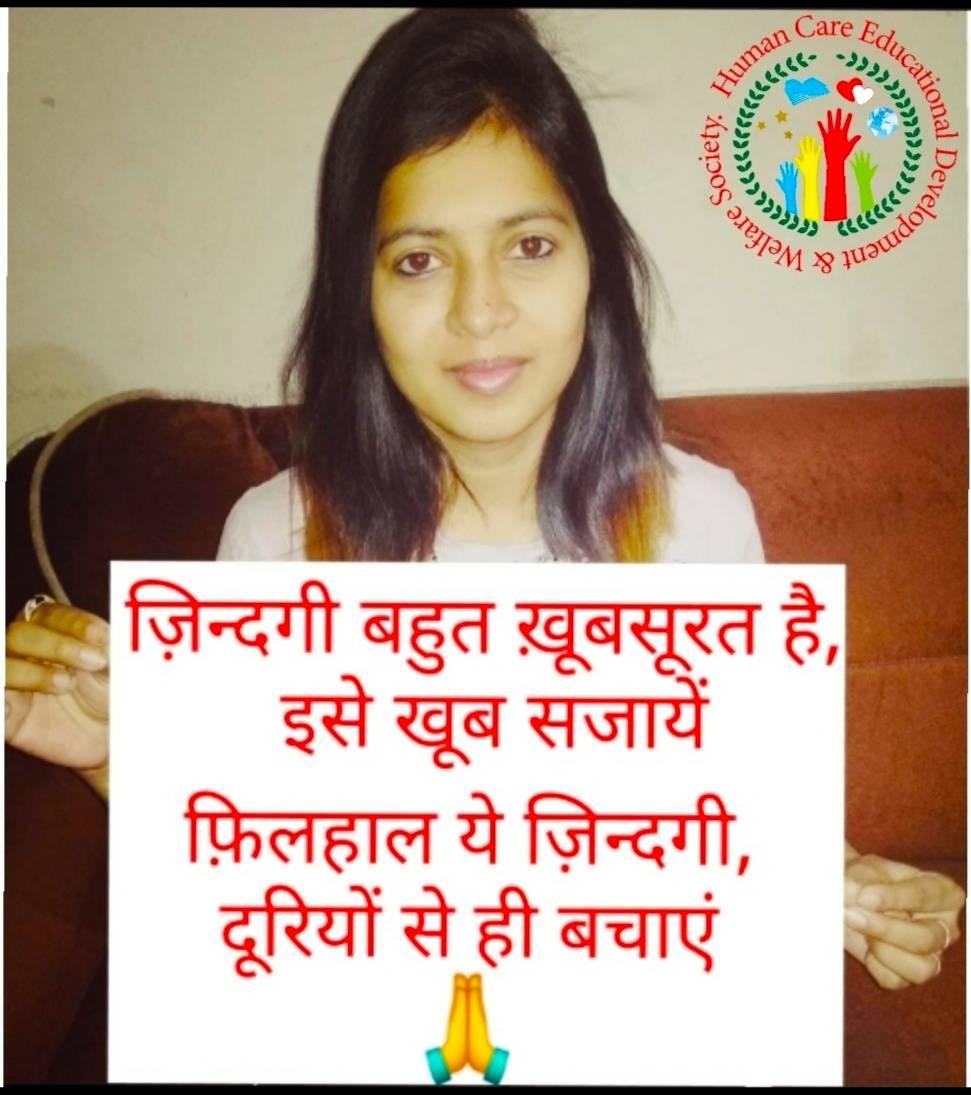 Human Care Educational Development & Welfare Society.
ज़िन्दगी बहुत ख़ूबसूरत है,
इसे खूब सजायें
फ़िलहाल ये ज़िन्दगी,
दूरियों से ही बचाएं